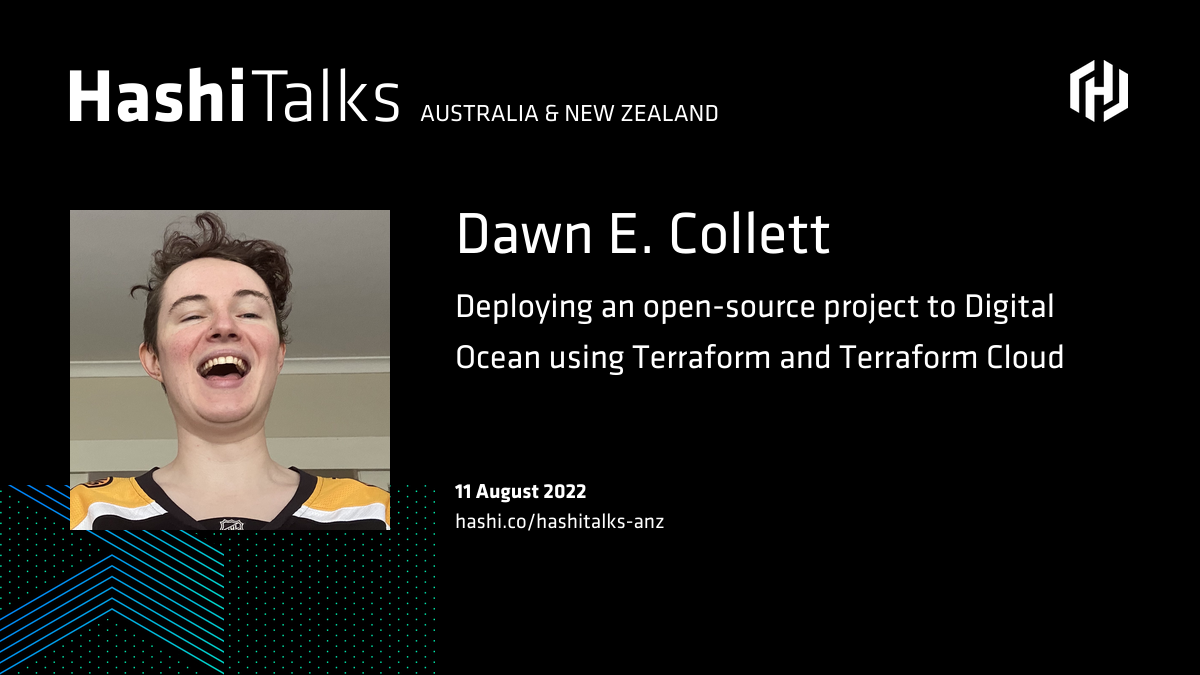 HashiTalks AUSTRALIA & NEW ZEALAND
Dawn E. Collett
Deploying an open-source project to Digital
Ocean using Terraform and Terraform Cloud
11 August 2022
hashi.co/hashitalks-anz